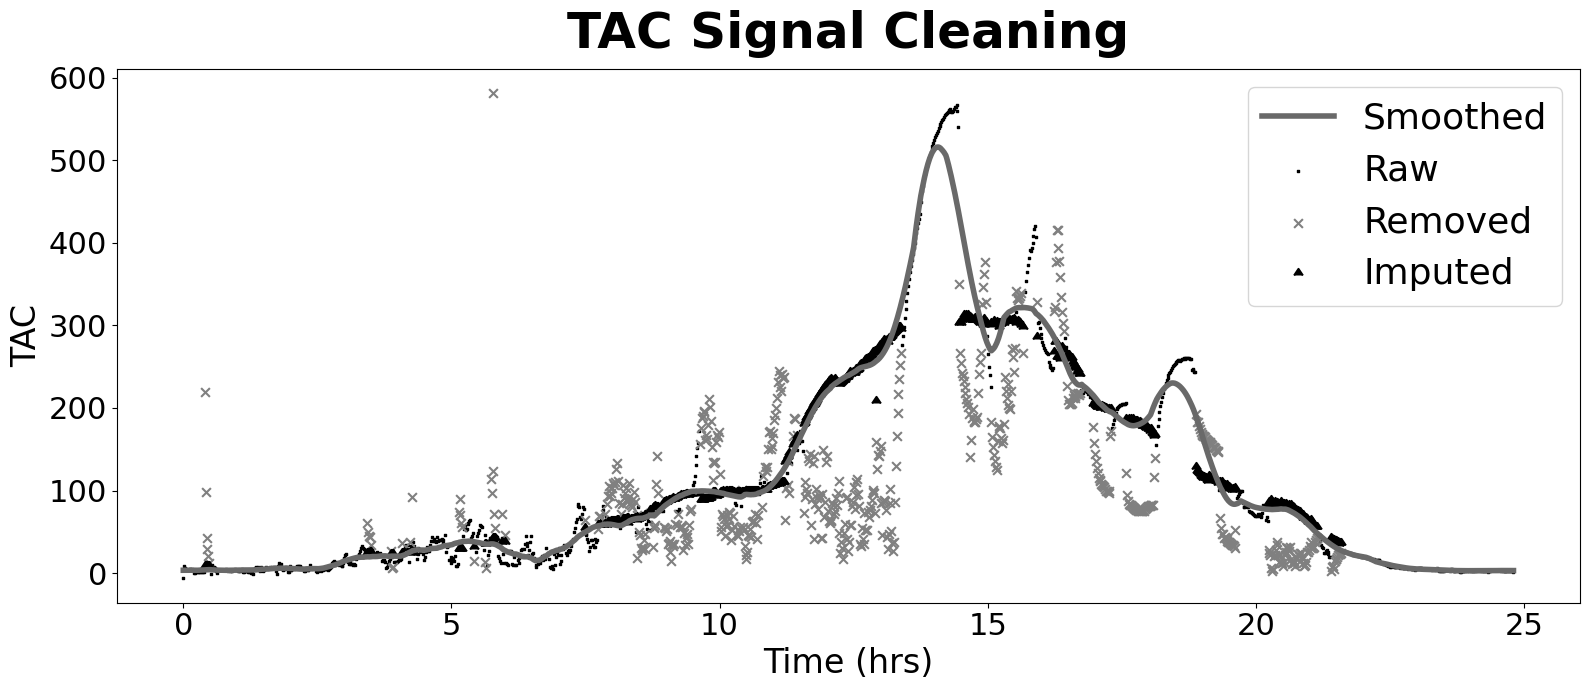 TAC Signal Cleaning
600
500
400
300
200
100
0
TAC
Smoothed
Raw
Removed
Imputed
0 5 10 15 20 25
Time (hrs)